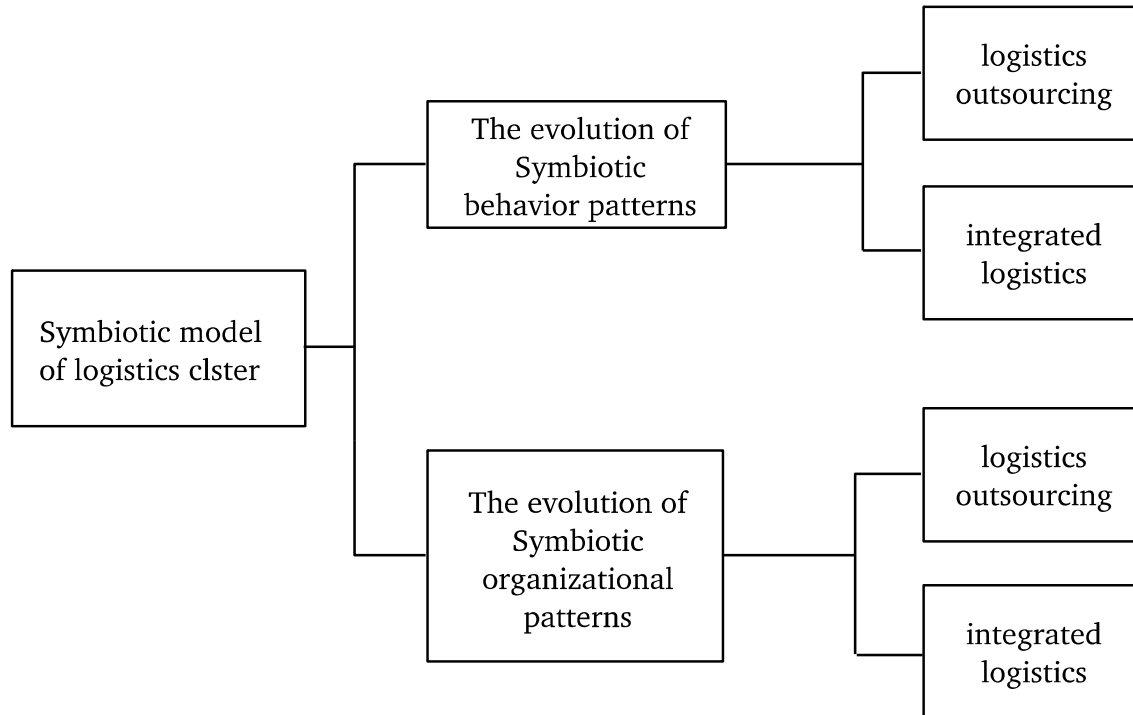 Symbiotic model
of logistics clster
The evolution of
Symbiotic
behavior patterns
logistics
outsourcing
integrated
logistics
The evolution of
Symbiotic
organizational
patterns
logistics
outsourcing
integrated
logistics